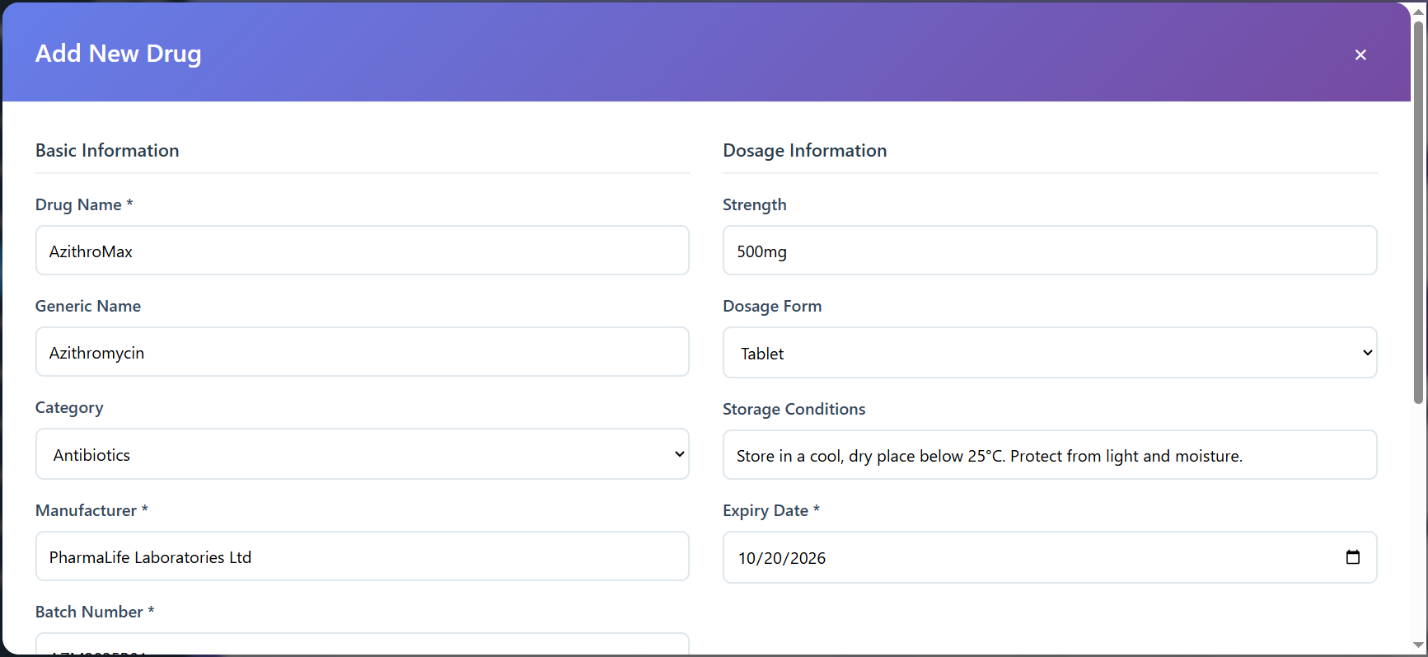 Add New Drug
×
Basic Information
Drug Name *
AzithroMax
Generic Name
Azithromycin
Category
Antibiotics
Manufacturer *
PharmaLife Laboratories Ltd
Batch Number *
Dosage Information
Strength
500mg
Dosage Form
Tablet
Storage Conditions
Store in a cool, dry place below 25°C. Protect from light and moisture.
Expiry Date *
10/20/2026